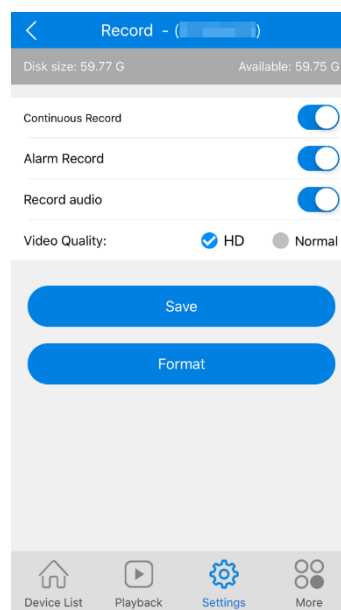 Record - ( )
Disk size: 59.77 G Available: 59.75 G
Continuous Record
Alarm Record
Record audio
Video Quality: HD Normal
Save
Format
Device List Playback Settings More